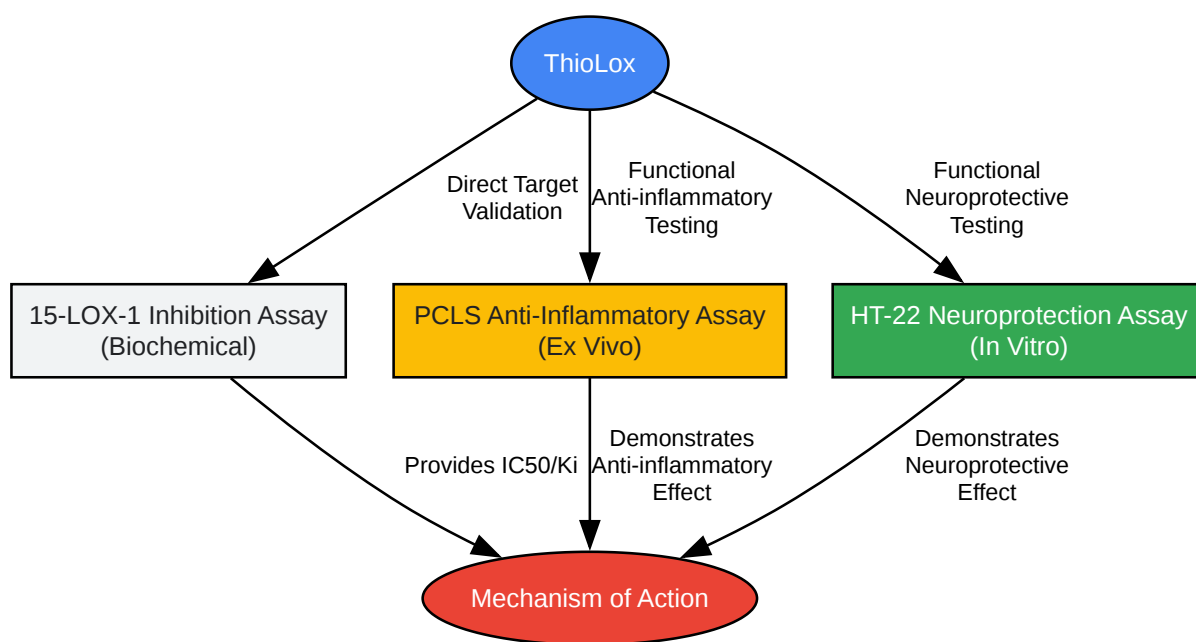 ThioLox
Direct Target
Validation
Functional
Anti-inflammatory
Testing
Functional
Neuroprotective
Testing
15-LOX-1 Inhibition Assay
(Biochemical)
PCLS Anti-Inflammatory Assay
(Ex Vivo)
HT-22 Neuroprotection Assay
(In Vitro)
Provides IC50/Ki
Demonstrates
Anti-inflammatory
Effect
Demonstrates
Neuroprotective
Effect
Mechanism of Action